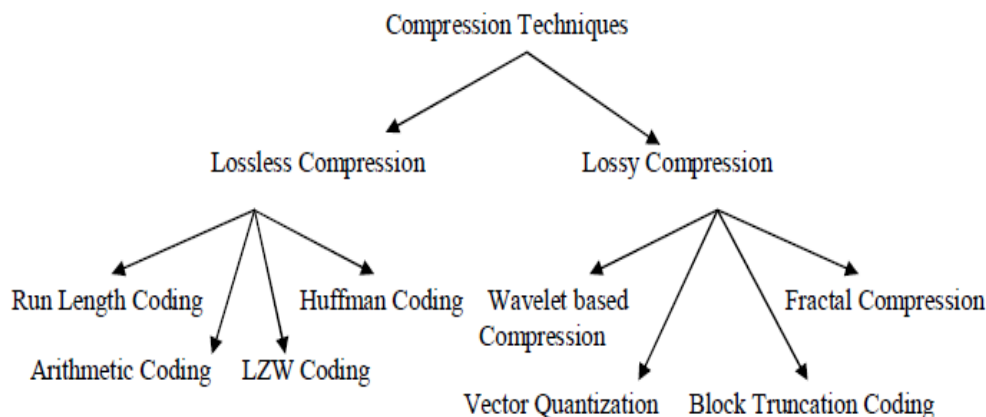 Compression Techniques
Lossless Compression
Lossy Compression
Run Length Coding
Huffman Coding
Wavelet based
Compression
Fractal Compression
Arithmetic Coding
LZW Coding
Vector Quantization
Block Truncation Coding